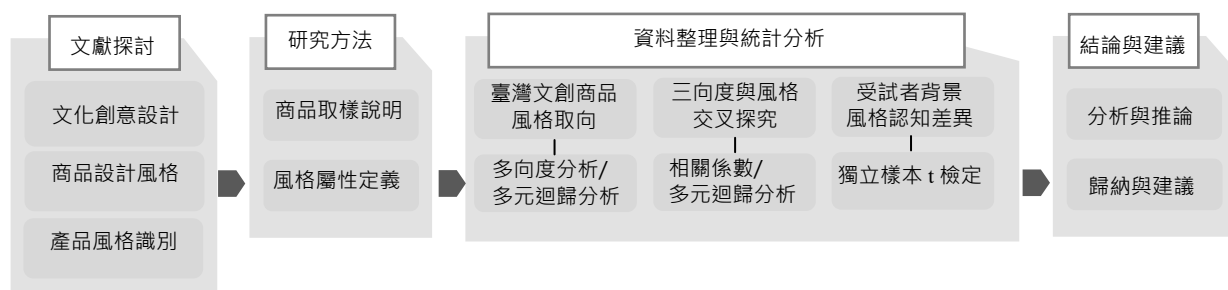 文獻探討
文化創意設計
商品設計風格
產品風格識別
研究方法
商品取樣說明
風格屬性定義
資料整理與統計分析
臺灣文創商品
風格取向
多向度分析/
多元迴歸分析
三向度與風格
交叉探究
相關係數/
多元迴歸分析
受試者背景
風格認知差異
獨立樣本 t 檢定
結論與建議
分析與推論
歸納與建議